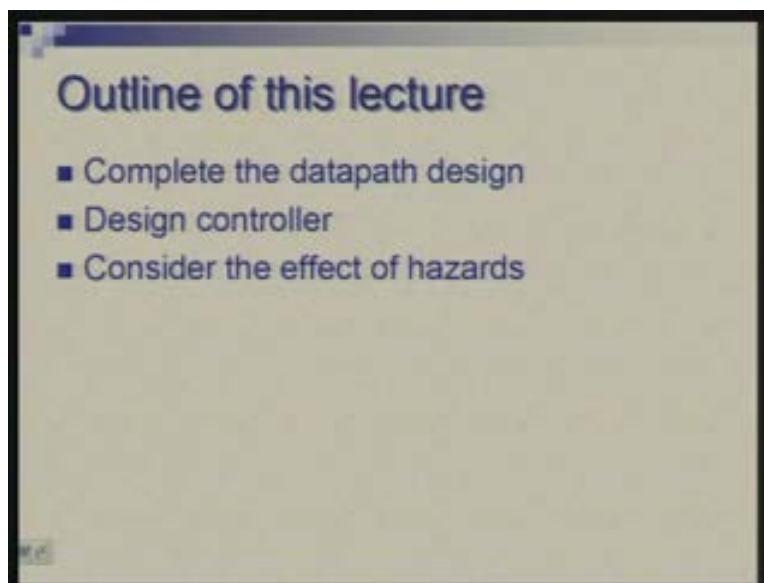 Outline of this lecture
Complete the datapath design
Design controller
Consider the effect of hazards